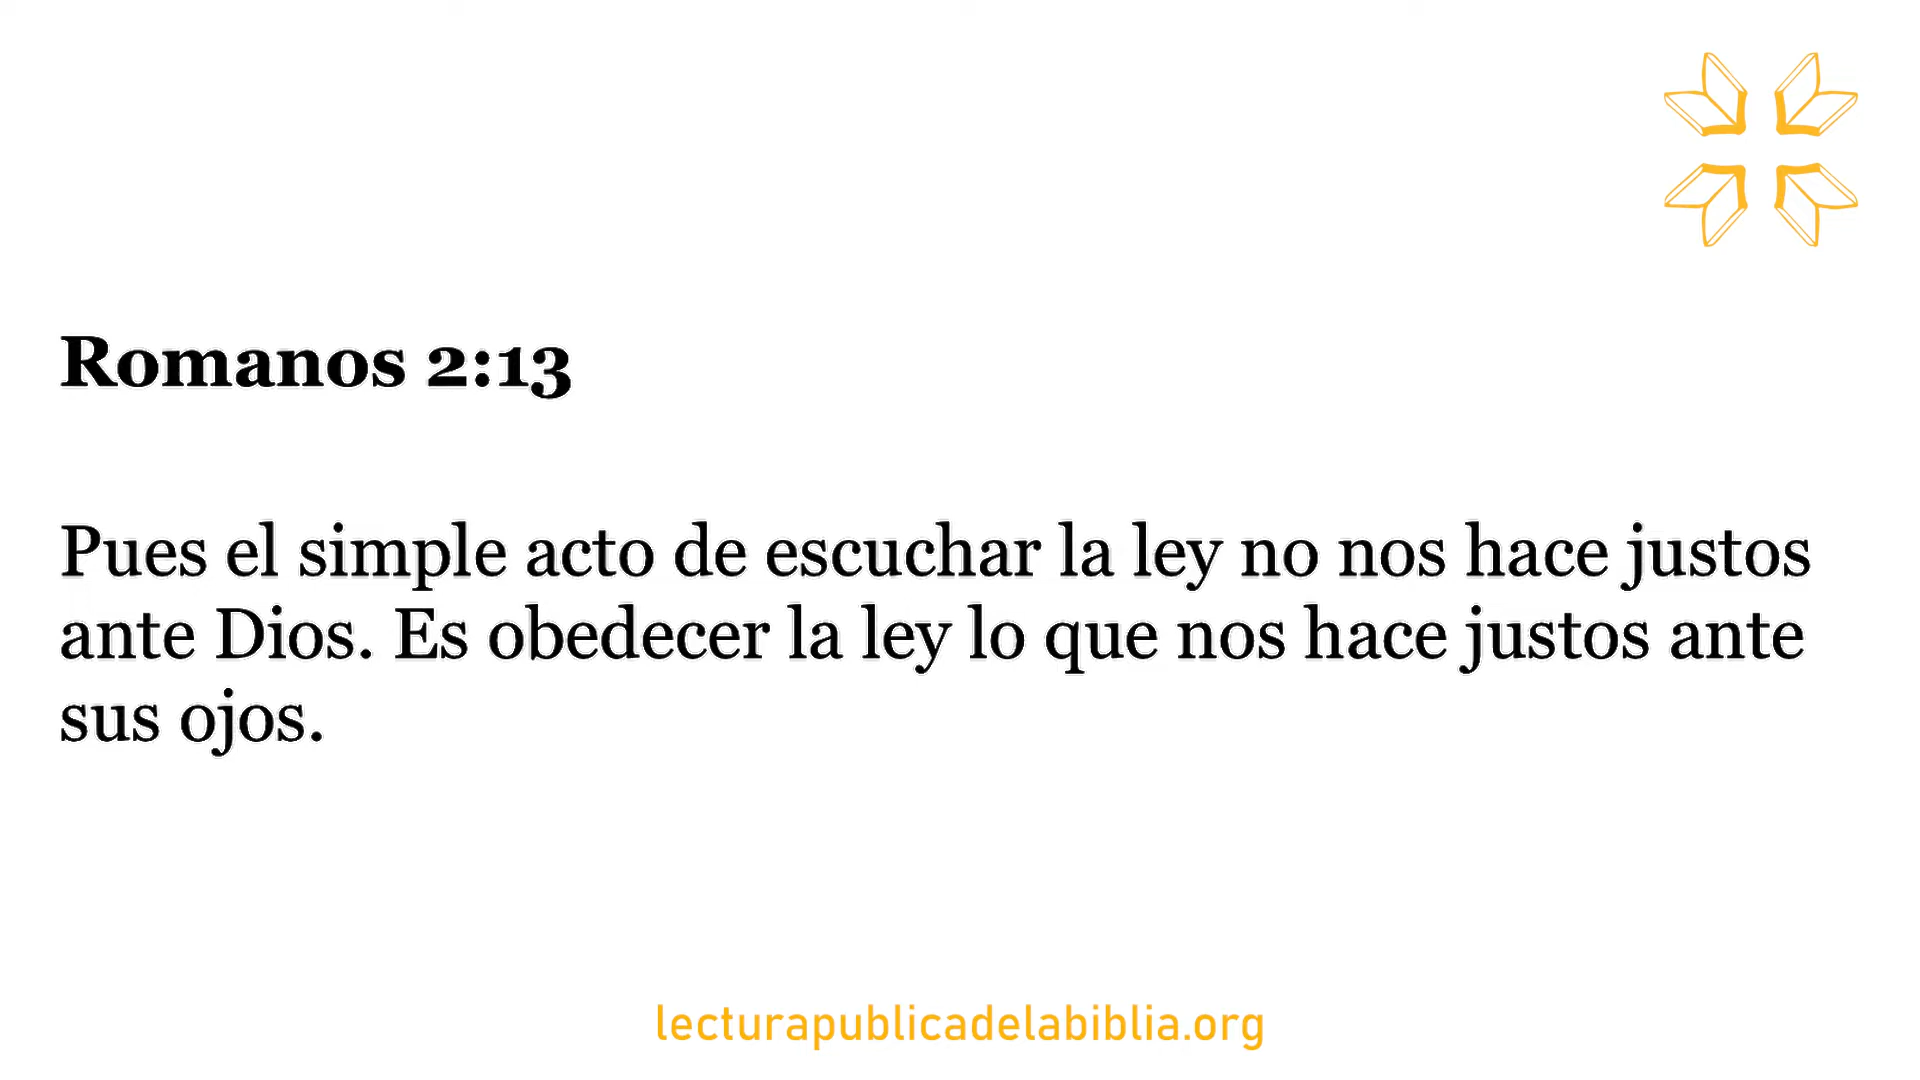 Romanos 2:13
Pues el simple acto de escuchar la ley no nos hace justos
ante Dios. Es obedecer la ley lo que nos hace justos ante
sus ojos.
lecturapublicadelabiblia.org